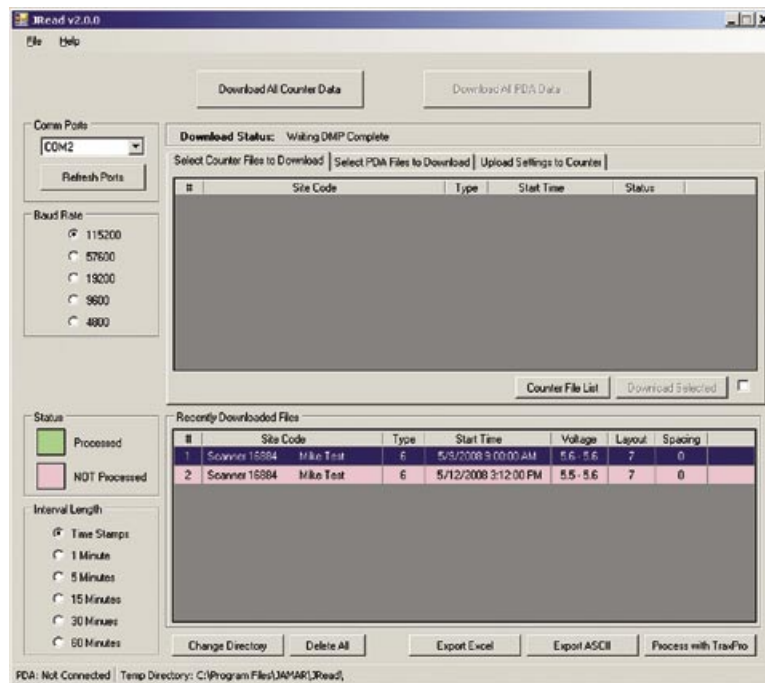 JRead v2.0.0
File Help
Download All Counter Data
Download All PDA Data
Comm Ports
COM2
Refresh Ports
Download Status: Writing DMP Complete
Select Counter Files to Download
Select PDA Files to Download
Upload Settings to Counter
# Site Code Type Start Time Status
Baud Rate
115200
57600
19200
9600
4800
Counter File List
Download Selected
Status
Processed
NOT Processed
Recently Downloaded Files
# Site Code Type Start Time Voltage Layout Spacing
1 Scanner 16884 Mike Test 6 5/9/2008 9:00:00 AM 5.6 - 5.6 7 0
2 Scanner 16884 Mike Test 6 5/12/2008 3:12:00 PM 5.5 - 5.6 7 0
Interval Length
Time Stamps
1 Minute
5 Minutes
15 Minutes
30 Minues
60 Minutes
Change Directory
Delete All
Export Excel
Export ASCII
Process with TraxPro
PDA: Not Connected
Temp Directory: C:\Program Files\JAMAR\JRead\,